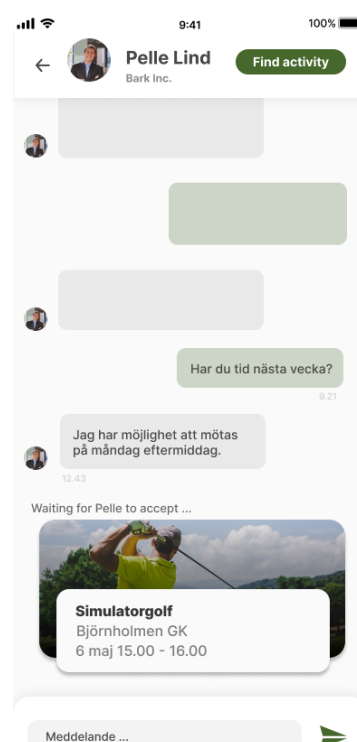 9:41
100%
Pelle Lind
Bark Inc.
Find activity
Har du tid nästa vecka?
9.21
Jag har möjlighet att mötas
på måndag eftermiddag.
12.43
Waiting for Pelle to accept ...
Simulatorgolf
Björnholmen GK
6 maj 15.00 - 16.00
Meddelande ...